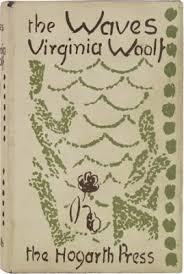 the Waves
Virginia Woolf
the Hogarth Press